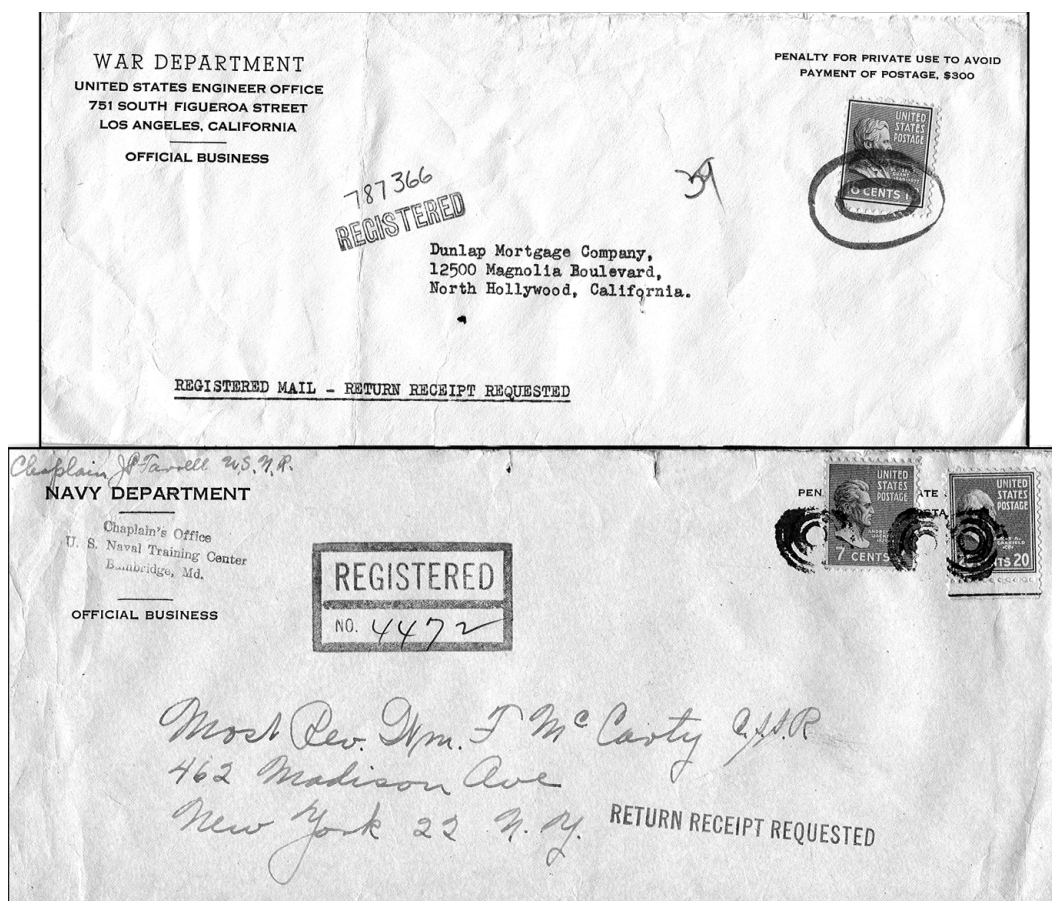 WAR DEPARTMENT
UNITED STATES ENGINEER OFFICE
751 SOUTH FIGUEROA STREET
LOS ANGELES, CALIFORNIA
OFFICIAL BUSINESS
PENALTY FOR PRIVATE USE TO AVOID
PAYMENT OF POSTAGE, $300
UNITED
STATES
POSTAGE
CENTS
787366
REGISTERED
Dunlap Mortgage Company,
12500 Magnolia Boulevard,
North Hollywood, California.
REGISTERED MAIL - RETURN RECEIPT REQUESTED
Chaplain J.P. Farrell U.S.N.R.
NAVY DEPARTMENT
Chaplain's Office
U. S. Naval Training Center
Bainbridge, Md.
OFFICIAL BUSINESS
PEN
ATE
STA
UNITED
STATES
POSTAGE
7 CENTS
UNITED
STATES
POSTAGE
NTS 20
REGISTERED
NO. 4472
Most Rev. Wm. F McCarty C.SS.R
462 Madison Ave
New York 22 N.Y.
RETURN RECEIPT REQUESTED